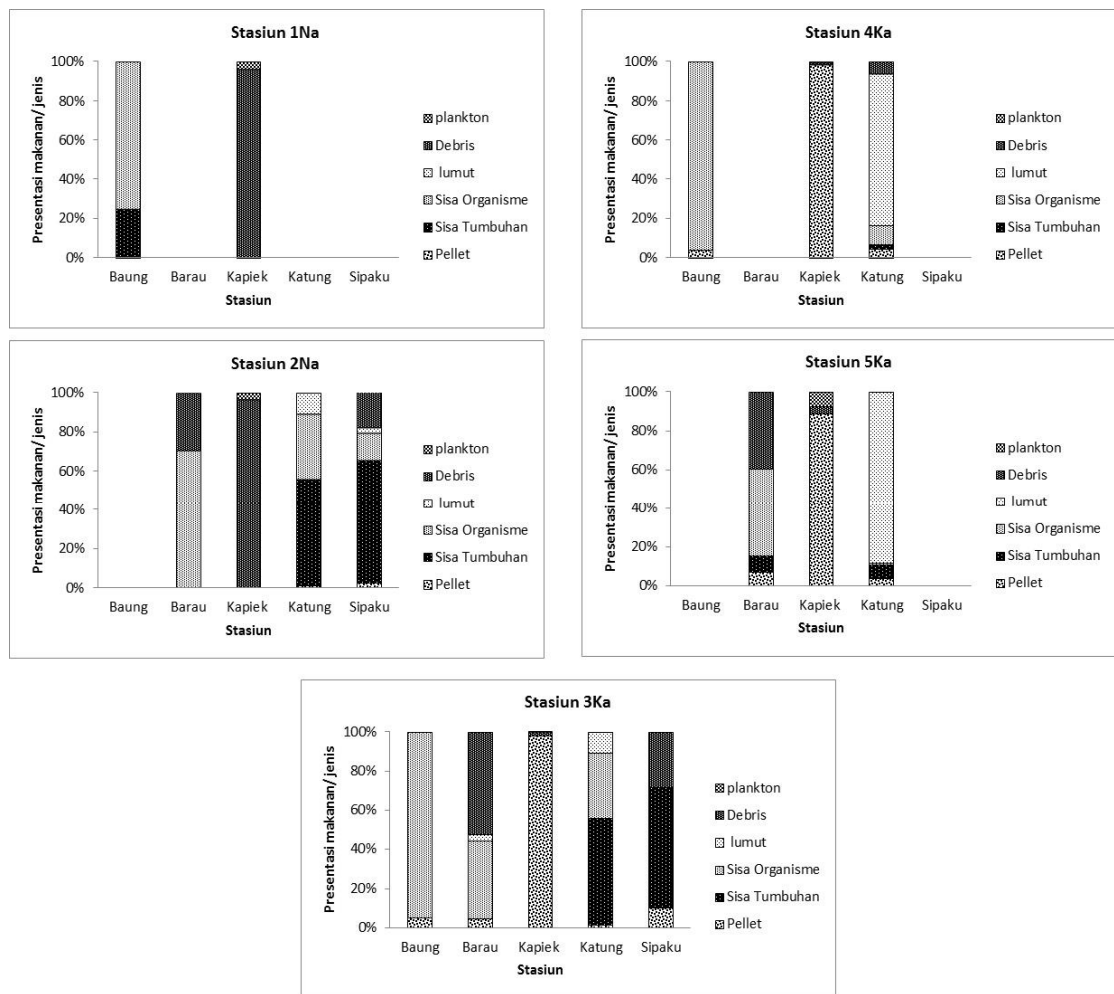 Stasiun 1Na
Presentasi makanan/ jenis
100%
80%
60%
40%
20%
0%
Baung Barau Kapiek Katung Sipaku
Stasiun
plankton
Debris
lumut
Sisa Organisme
Sisa Tumbuhan
Pellet
Stasiun 4Ka
Presentasi makanan/ jenis
100%
80%
60%
40%
20%
0%
Baung Barau Kapiek Katung Sipaku
Stasiun
plankton
Debris
lumut
Sisa Organisme
Sisa Tumbuhan
Pellet
Stasiun 2Na
Presentasi makanan/ jenis
100%
80%
60%
40%
20%
0%
Baung Barau Kapiek Katung Sipaku
Stasiun
plankton
Debris
lumut
Sisa Organisme
Sisa Tumbuhan
Pellet
Stasiun 5Ka
Presentasi makanan/ jenis
100%
80%
60%
40%
20%
0%
Baung Barau Kapiek Katung Sipaku
Stasiun
plankton
Debris
lumut
Sisa Organisme
Sisa Tumbuhan
Pellet
Stasiun 3Ka
Presentasi makanan/ jenis
100%
80%
60%
40%
20%
0%
Baung Barau Kapiek Katung Sipaku
Stasiun
plankton
Debris
lumut
Sisa Organisme
Sisa Tumbuhan
Pellet